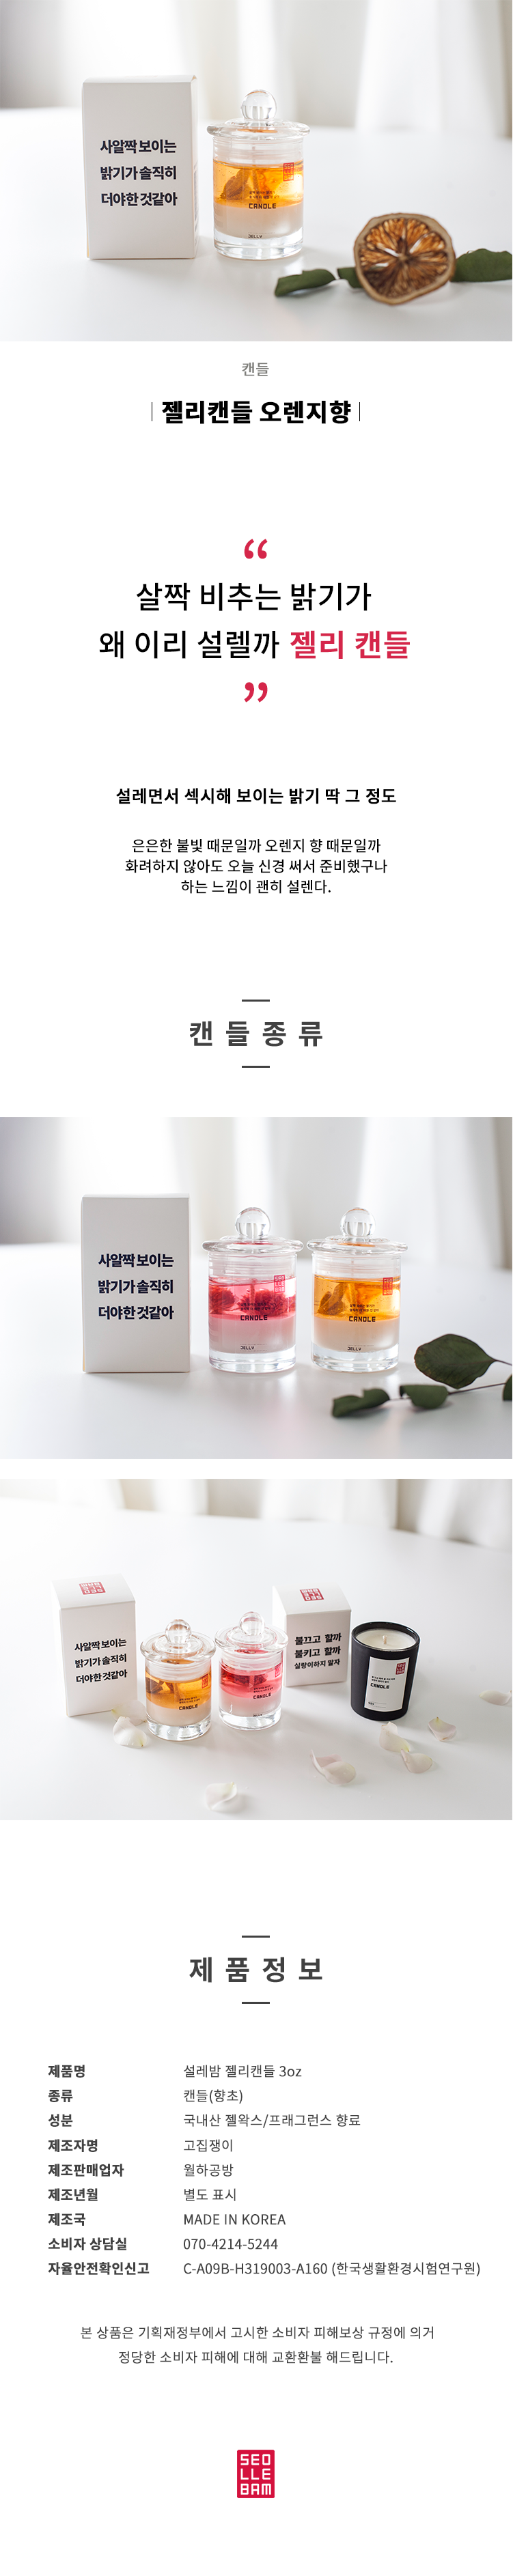 사알짝 보이는
밝기가 솔직히
더야한 것같아
CANDLE
JELLY
캔들
젤리캔들 오렌지향
“
살짝 비추는 밝기가
왜 이리 설렐까 젤리 캔들
”
설레면서 섹시해 보이는 밝기 딱 그 정도
은은한 불빛 때문일까 오렌지 향 때문일까
화려하지 않아도 오늘 신경 써서 준비했구나
하는 느낌이 괜히 설렌다.
캔들종류
사알짝 보이는
밝기가 솔직히
더야한 것같아
CANDLE
JELLY
CANDLE
JELLY
사알짝 보이는
밝기가 솔직히
더야한 것같아
CANDLE
JELLY
CANDLE
JELLY
불끄고 할까
불키고 할까
실랑이하지 말자
CANDLE
제품정보
제품명 설레밤 젤리캔들 3oz
종류 캔들(향초)
성분 국내산 젤왁스/프래그런스 향료
제조자명 고집쟁이
제조판매업자 월하공방
제조년월 별도 표시
제조국 MADE IN KOREA
소비자 상담실 070-4214-5244
자율안전확인신고 C-A09B-H319003-A160 (한국생활환경시험연구원)
본 상품은 기획재정부에서 고시한 소비자 피해보상 규정에 의거
정당한 소비자 피해에 대해 교환환불 해드립니다.
SEO
LLE
BAM